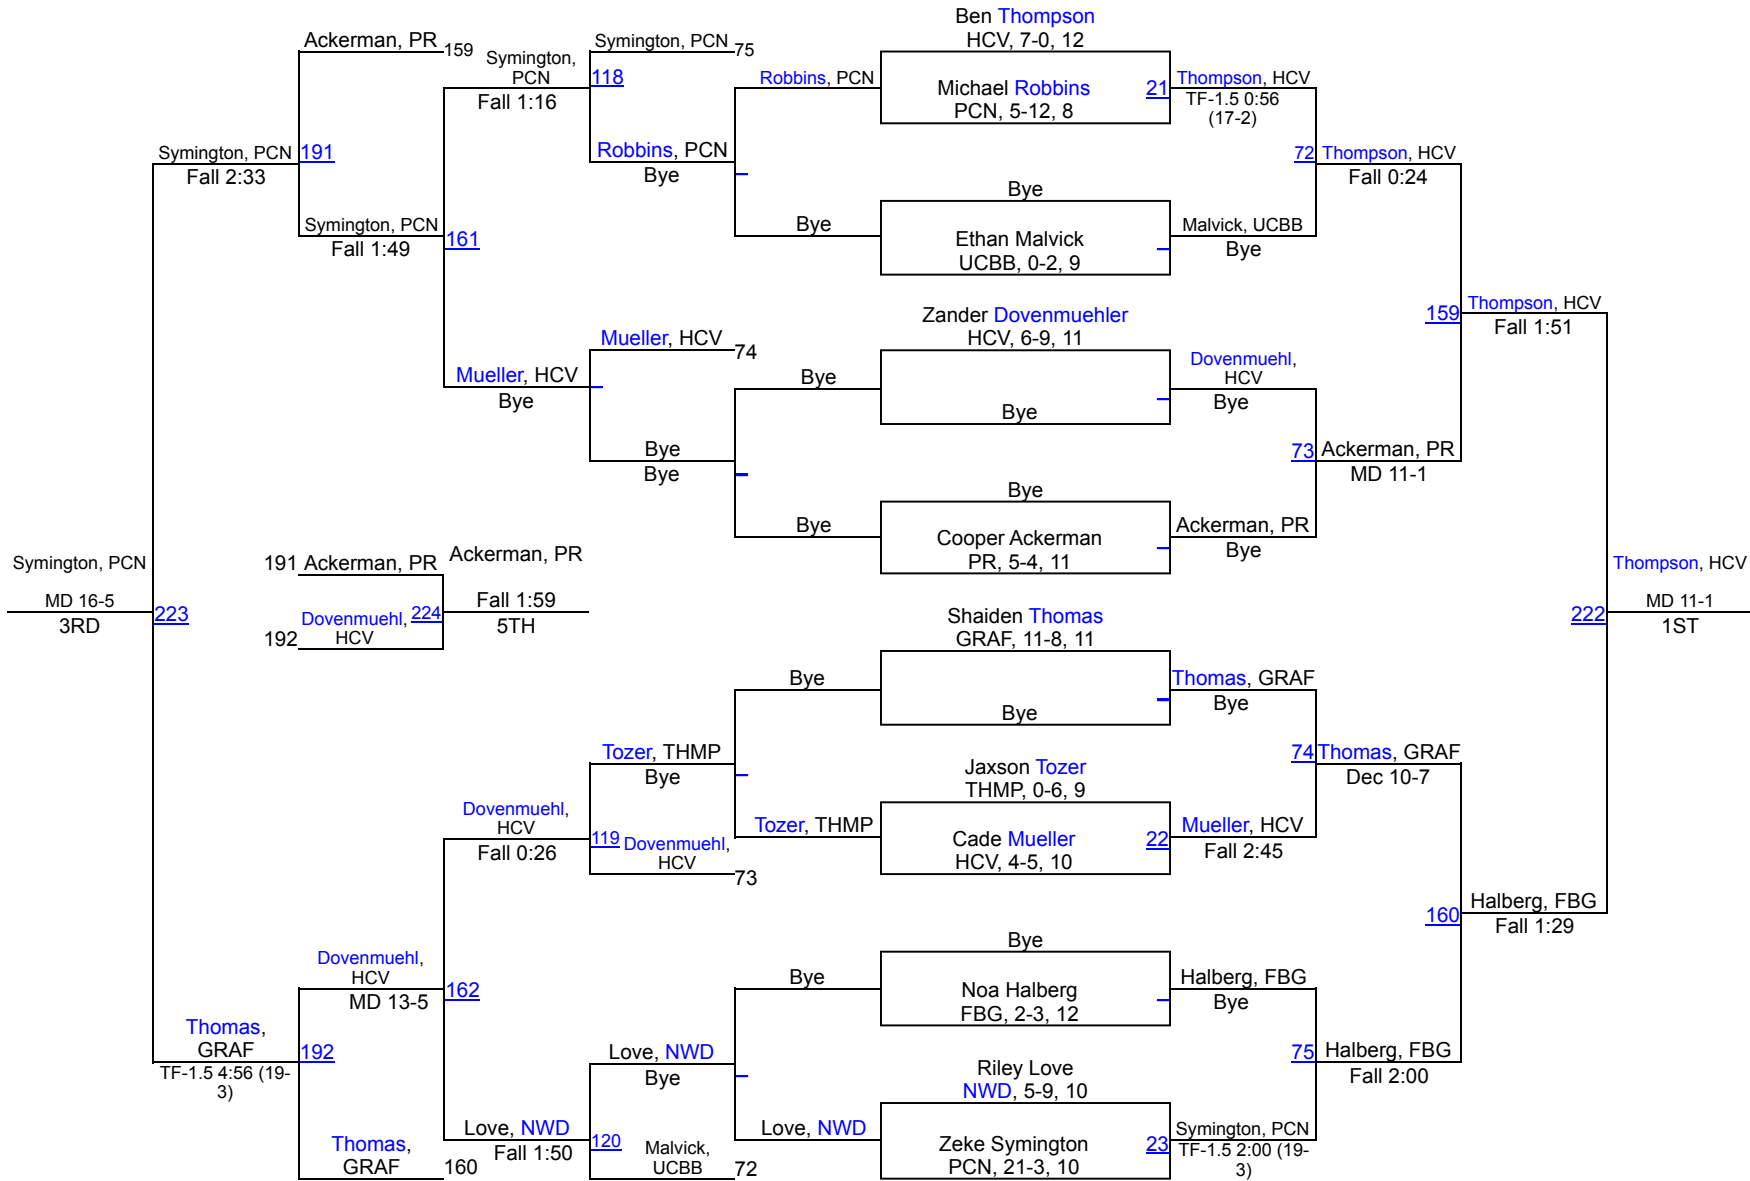 Ben Thompson
HCV, 7-0, 12
Ackerman, PR
159
Symington,
PCN
Fall 1:16
Symington, PCN
75
118
Robbins, PCN
Michael Robbins
PCN, 5-12, 8
21
Thompson, HCV
TF-1.5 0:56
(17-2)
Symington, PCN
Fall 2:33
191
Robbins, PCN
Bye
72
Thompson, HCV
Fall 0:24
Symington, PCN
Fall 1:49
161
Bye
Bye
Ethan Malvick
UCBB, 0-2, 9
Malvick, UCBB
Bye
Zander Dovenmuehler
HCV, 6-9, 11
159
Thompson, HCV
Fall 1:51
Mueller, HCV
74
Mueller, HCV
Bye
Bye
Bye
Dovenmuehl,
HCV
Bye
Bye
Bye
73
Ackerman, PR
MD 11-1
Bye
Bye
Cooper Ackerman
PR, 5-4, 11
Ackerman, PR
Bye
Symington, PCN
MD 16-5
3RD
223
191
Ackerman, PR
Dovenmuehl,
HCV
192
224
Ackerman, PR
Fall 1:59
5TH
Thompson, HCV
MD 11-1
1ST
222
Shaiden Thomas
GRAF, 11-8, 11
Bye
Bye
Thomas, GRAF
Bye
Tozer, THMP
Bye
Jaxson Tozer
THMP, 0-6, 9
74
Thomas, GRAF
Dec 10-7
Dovenmuehl,
HCV
Fall 0:26
119
Dovenmuehl,
HCV
73
Tozer, THMP
Cade Mueller
HCV, 4-5, 10
22
Mueller, HCV
Fall 2:45
160
Halberg, FBG
Fall 1:29
Dovenmuehl,
HCV
MD 13-5
162
Bye
Bye
Noa Halberg
FBG, 2-3, 12
Halberg, FBG
Bye
Thomas,
GRAF
TF-1.5 4:56 (19-
3)
192
Love, NWD
Bye
Riley Love
NWD, 5-9, 10
75
Halberg, FBG
Fall 2:00
Thomas,
GRAF
160
Love, NWD
Fall 1:50
120
Malvick,
UCBB
72
Love, NWD
Zeke Symington
PCN, 21-3, 10
23
Symington, PCN
TF-1.5 2:00 (19-
3)